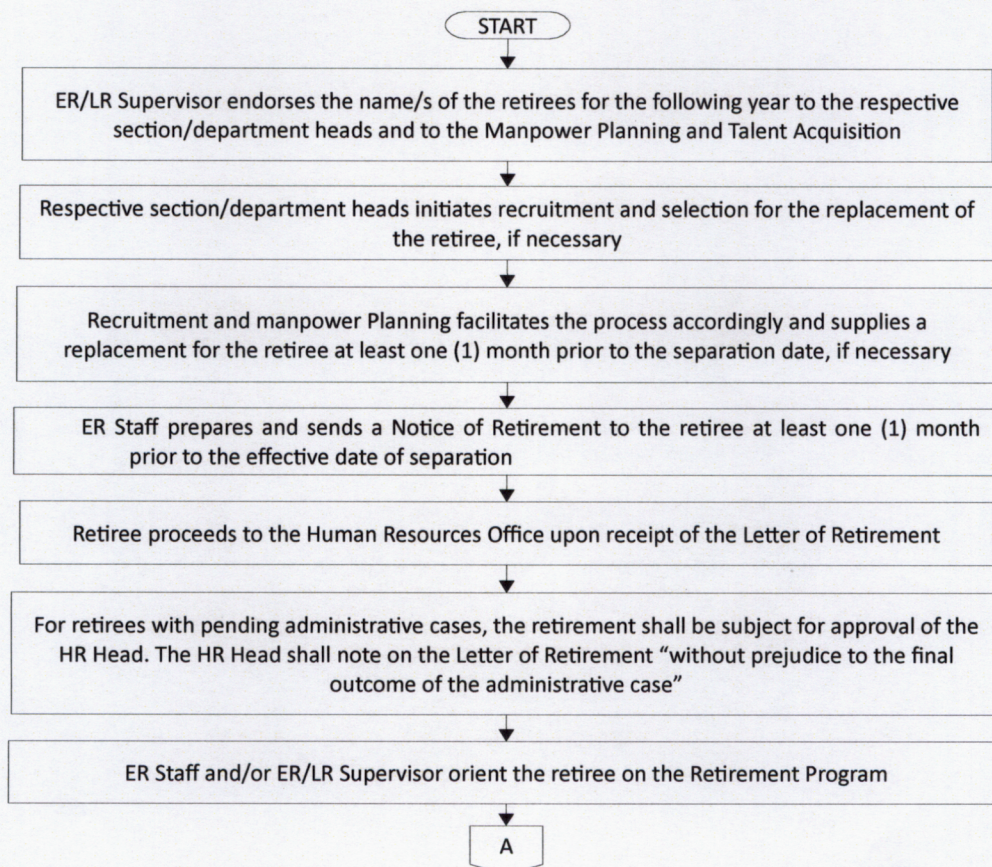 START
ER/LR Supervisor endorses the name/s of the retirees for the following year to the respective
section/department heads and to the Manpower Planning and Talent Acquisition
Respective section/department heads initiates recruitment and selection for the replacement of
the retiree, if necessary
Recruitment and manpower Planning facilitates the process accordingly and supplies a
replacement for the retiree at least one (1) month prior to the separation date, if necessary
ER Staff prepares and sends a Notice of Retirement to the retiree at least one (1) month
prior to the effective date of separation
Retiree proceeds to the Human Resources Office upon receipt of the Letter of Retirement
For retirees with pending administrative cases, the retirement shall be subject for approval of the
HR Head. The HR Head shall note on the Letter of Retirement “without prejudice to the final
outcome of the administrative case”
ER Staff and/or ER/LR Supervisor orient the retiree on the Retirement Program
A